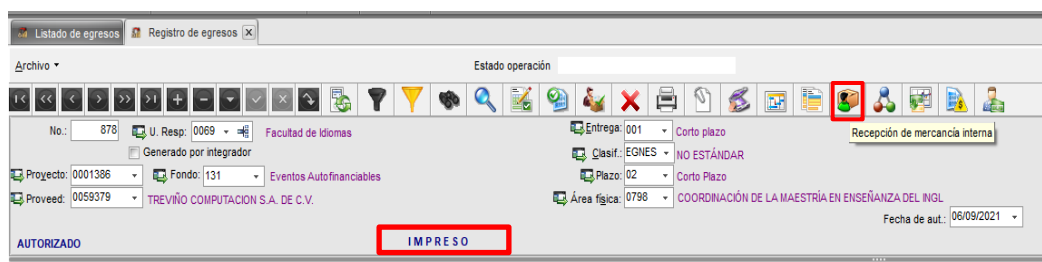 Listado de egresos Registro de egresos
Archivo Estado operación
No.: 878 U. Resp: 0069 Facultad de Idiomas Entrega: 001 Corto plazo
Recepción de mercancía interna
Generado por integrador Clasif.: EGNES NO ESTÁNDAR
Proyecto: 0001386 Fondo: 131 Eventos Autofinanciables Plazo: 02 Corto Plazo
Proveed: 0059379 TREVIÑO COMPUTACION S.A. DE C.V. Área física: 0798 COORDINACIÓN DE LA MAESTRÍA EN ENSEÑANZA DEL INGL
Fecha de aut.: 06/09/2021
AUTORIZADO IMPRESO